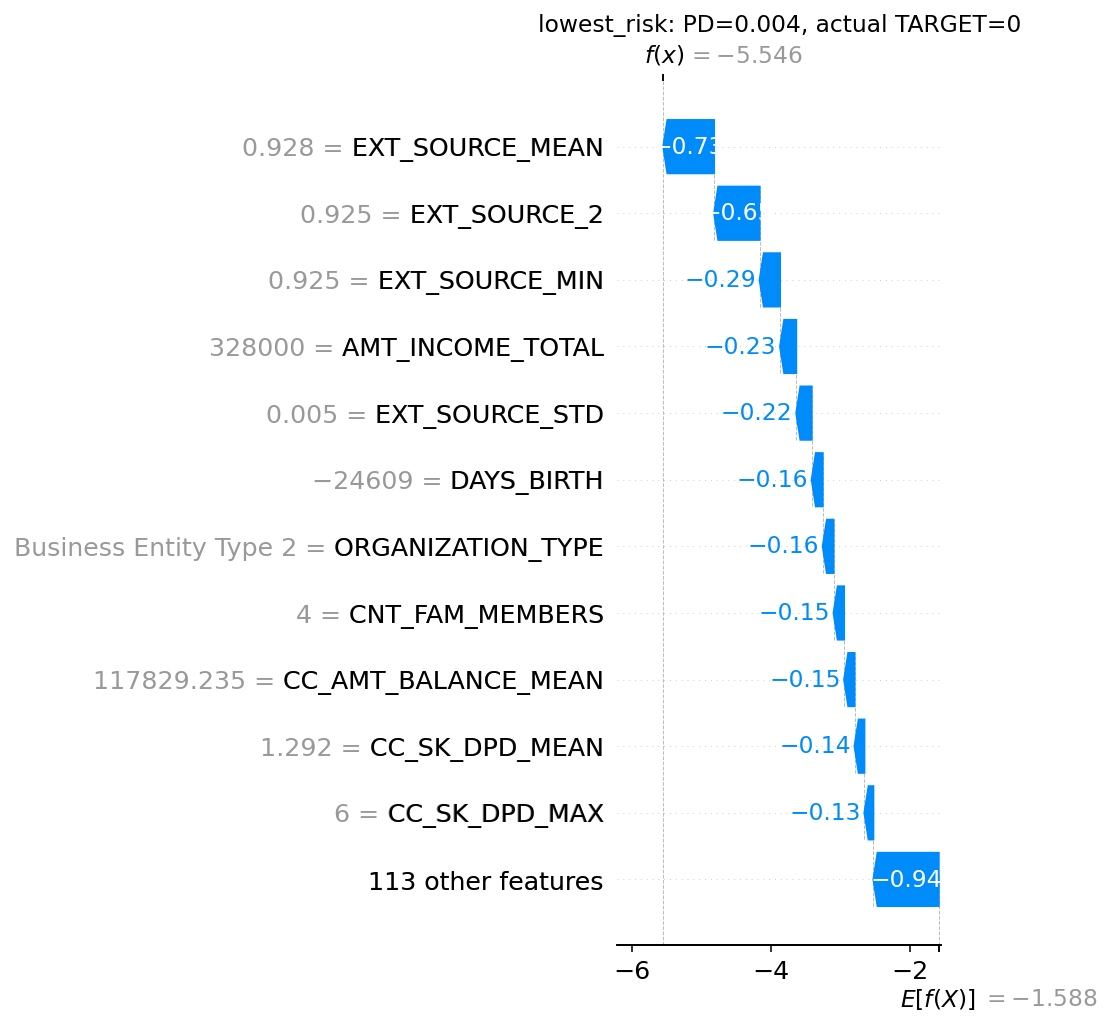 lowest_risk: PD=0.004, actual TARGET=0
f(x) = −5.546
0.928 = EXT_SOURCE_MEAN −0.73
0.925 = EXT_SOURCE_2
0.925 = EXT_SOURCE_MIN −0.29
328000 = AMT_INCOME_TOTAL −0.23
0.005 = EXT_SOURCE_STD −0.22
−24609 = DAYS_BIRTH −0.16
Business Entity Type 2 = ORGANIZATION_TYPE −0.16
4 = CNT_FAM_MEMBERS −0.15
117829.235 = CC_AMT_BALANCE_MEAN −0.15
1.292 = CC_SK_DPD_MEAN −0.14
6 = CC_SK_DPD_MAX −0.13
113 other features −0.94
−6 −4 −2
E[f(X)] = −1.588